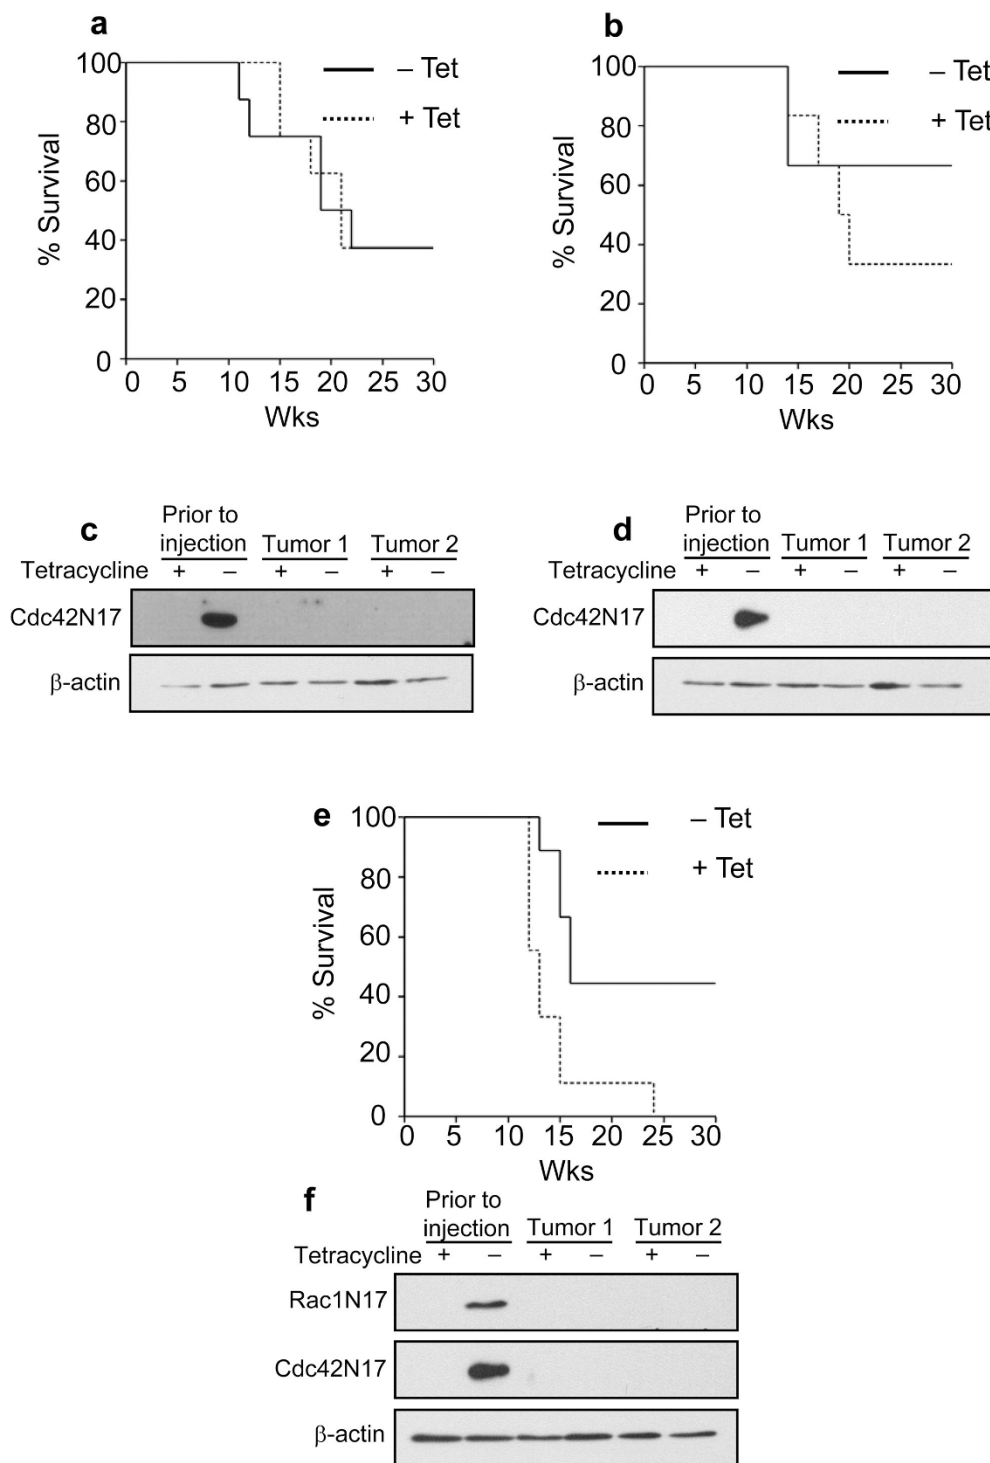 a
100
80
60
40
20
0
0 5 10 15 20 25 30
% Survival
Wks
– Tet
+ Tet
b
100
80
60
40
20
0
0 5 10 15 20 25 30
% Survival
Wks
– Tet
+ Tet
c
Prior to
injection Tumor 1 Tumor 2
Tetracycline + – + – + –
Cdc42N17
β-actin
d
Prior to
injection Tumor 1 Tumor 2
Tetracycline + – + – + –
Cdc42N17
β-actin
e
100
80
60
40
20
0
0 5 10 15 20 25 30
% Survival
Wks
– Tet
+ Tet
f
Prior to
injection Tumor 1 Tumor 2
Tetracycline + – + – + –
Rac1N17
Cdc42N17
β-actin